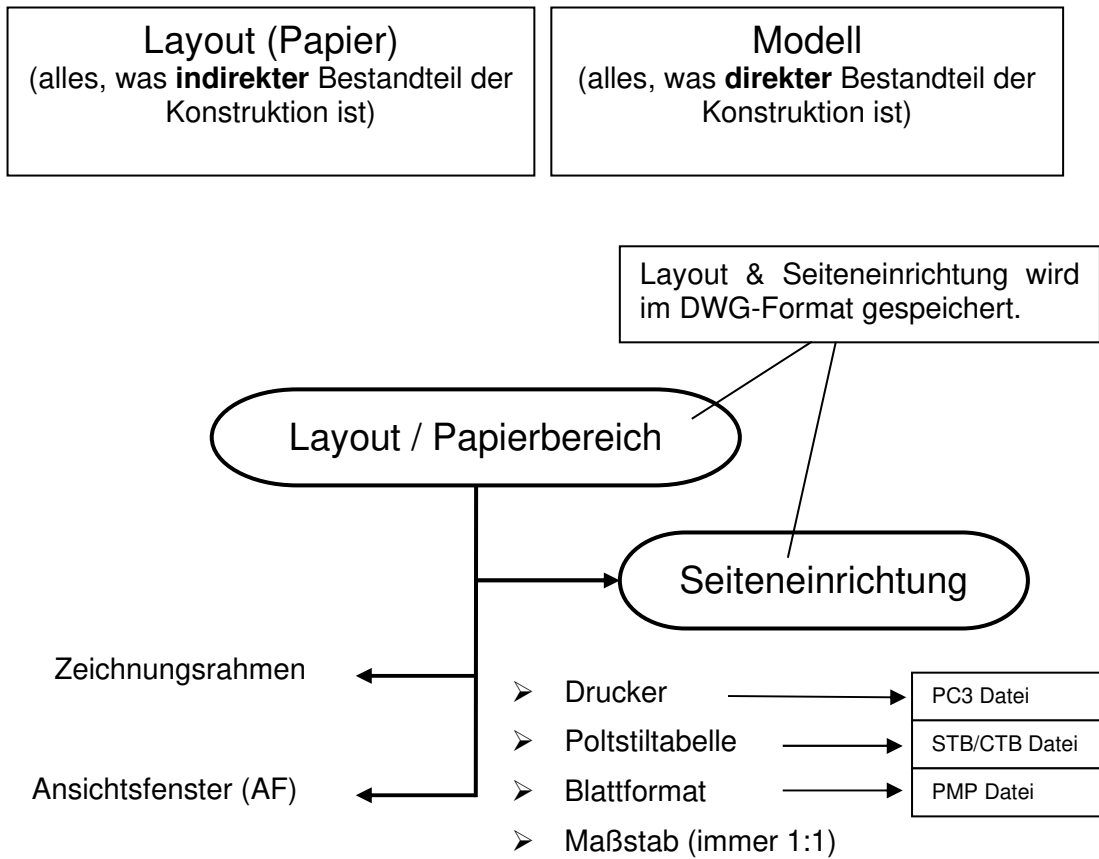 Layout (Papier)
(alles, was indirekter Bestandteil der
Konstruktion ist)
Modell
(alles, was direkter Bestandteil der
Konstruktion ist)
Layout & Seiteneinrichtung wird
im DWG-Format gespeichert.
Layout / Papierbereich
Seiteneinrichtung
Zeichnungsrahmen
Ansichtsfenster (AF)
➢ Drucker
PC3 Datei
➢ Poltstiltabelle
STB/CTB Datei
➢ Blattformat
PMP Datei
➢ Maßstab (immer 1:1)